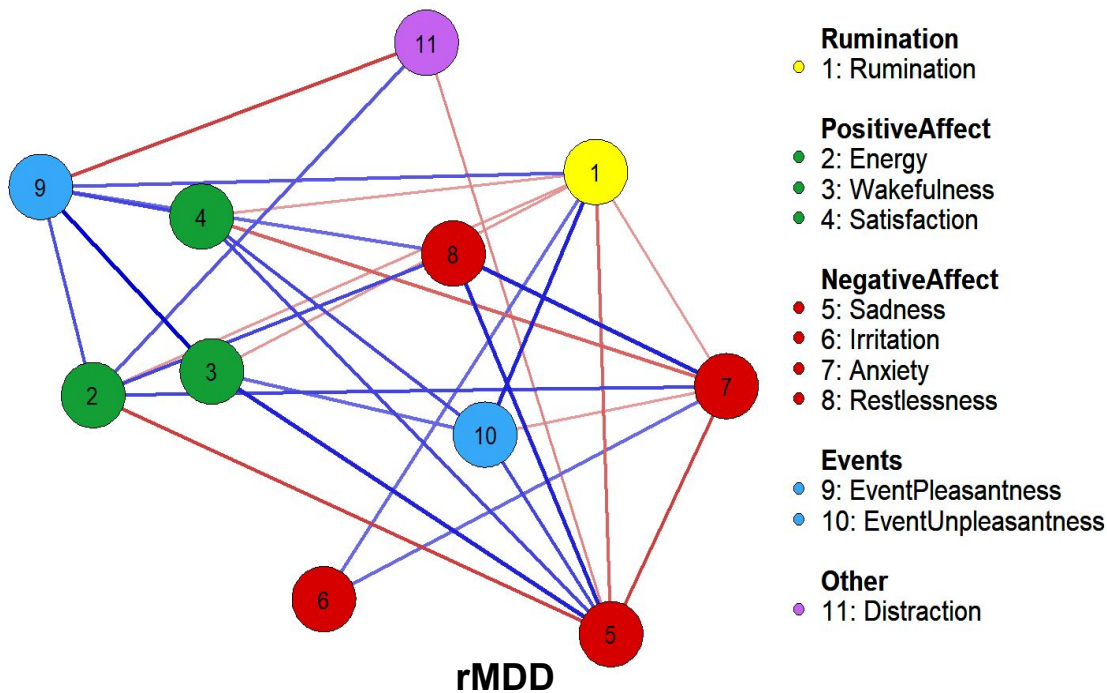 11
Rumination
1: Rumination
PositiveAffect
2: Energy
3: Wakefulness
4: Satisfaction
NegativeAffect
5: Sadness
6: Irritation
7: Anxiety
8: Restlessness
Events
9: EventPleasantness
10: EventUnpleasantness
Other
11: Distraction
1
9
4
8
3
2
7
10
6
5
rMDD